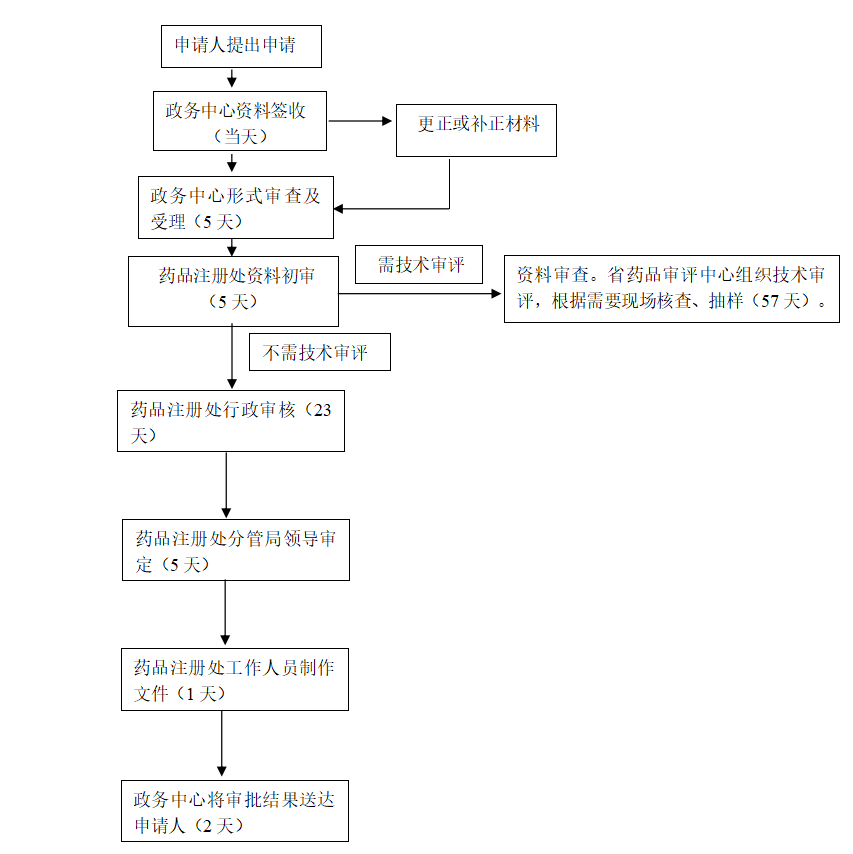 申请人提出申请
政务中心资料签收
（当天）
更正或补正材料
政务中心形式审查及
受理（5 天）
药品注册处资料初审
（5 天）
需技术审评
资料审查。省药品审评中心组织技术审
评，根据需要现场核查、抽样（57 天）。
不需技术审评
药品注册处行政审核（23
天）
药品注册处分管局领导审
定（5 天）
药品注册处工作人员制作
文件（1 天）
政务中心将审批结果送达
申请人（2 天）